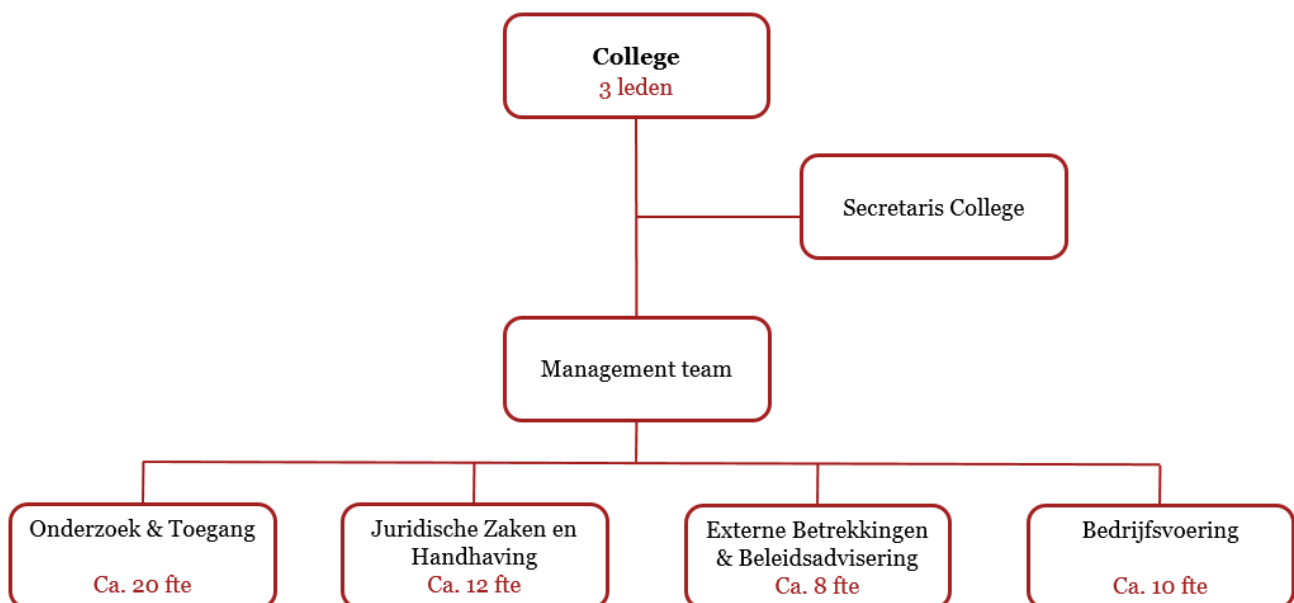 College
3 leden
Secretaris College
Management team
Onderzoek & Toegang
Ca. 20 fte
Juridische Zaken en
Handhaving
Ca. 12 fte
Externe Betrekkingen
& Beleidsadvisering
Ca. 8 fte
Bedrijfsvoering
Ca. 10 fte